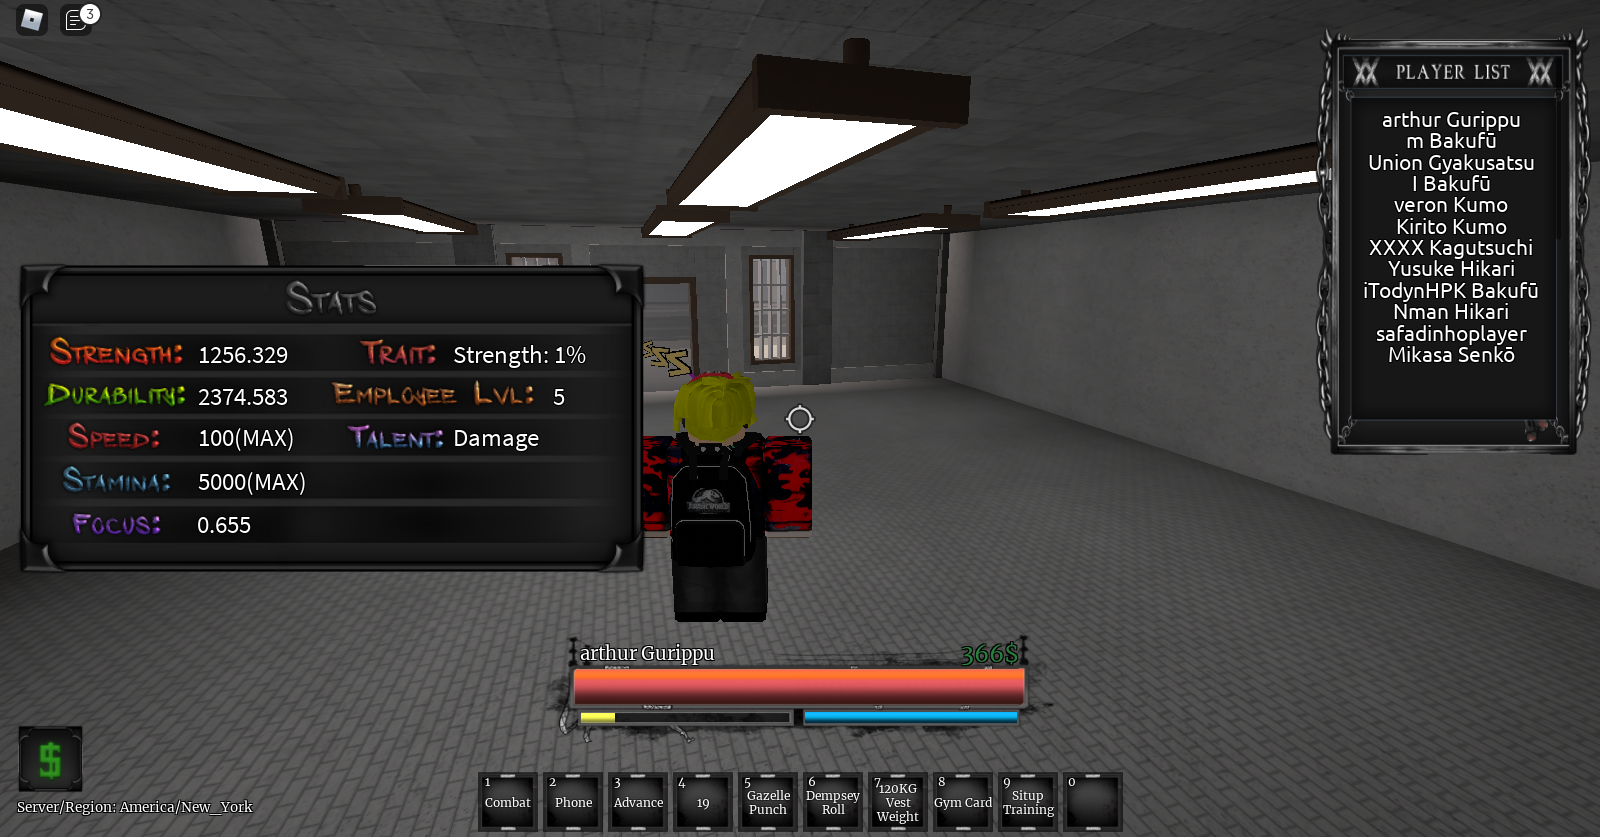 3
PLAYER LIST
arthur Gurippu
m Bakufū
Union Gyakusatsu
I Bakufū
veron Kumo
Kirito Kumo
XXXX Kagutsuchi
Yusuke Hikari
iTodynHPK Bakufū
Nman Hikari
safadinhoplayer
Mikasa Senkō
STATS
STRENGTH: 1256.329 TRAIT: Strength: 1%
DURABILITY: 2374.583 EMPLOYEE LVL: 5
SPEED: 100(MAX) TALENT: Damage
STAMINA: 5000(MAX)
FOCUS: 0.655
arthur Gurippu 366$
$
Server/Region: America/New_York
1 Combat
2 Phone
3 Advance
4 19
5 Gazelle
Punch
6 Dempsey
Roll
7 120KG
Vest
Weight
8 Gym Card
9 Situp
Training
0